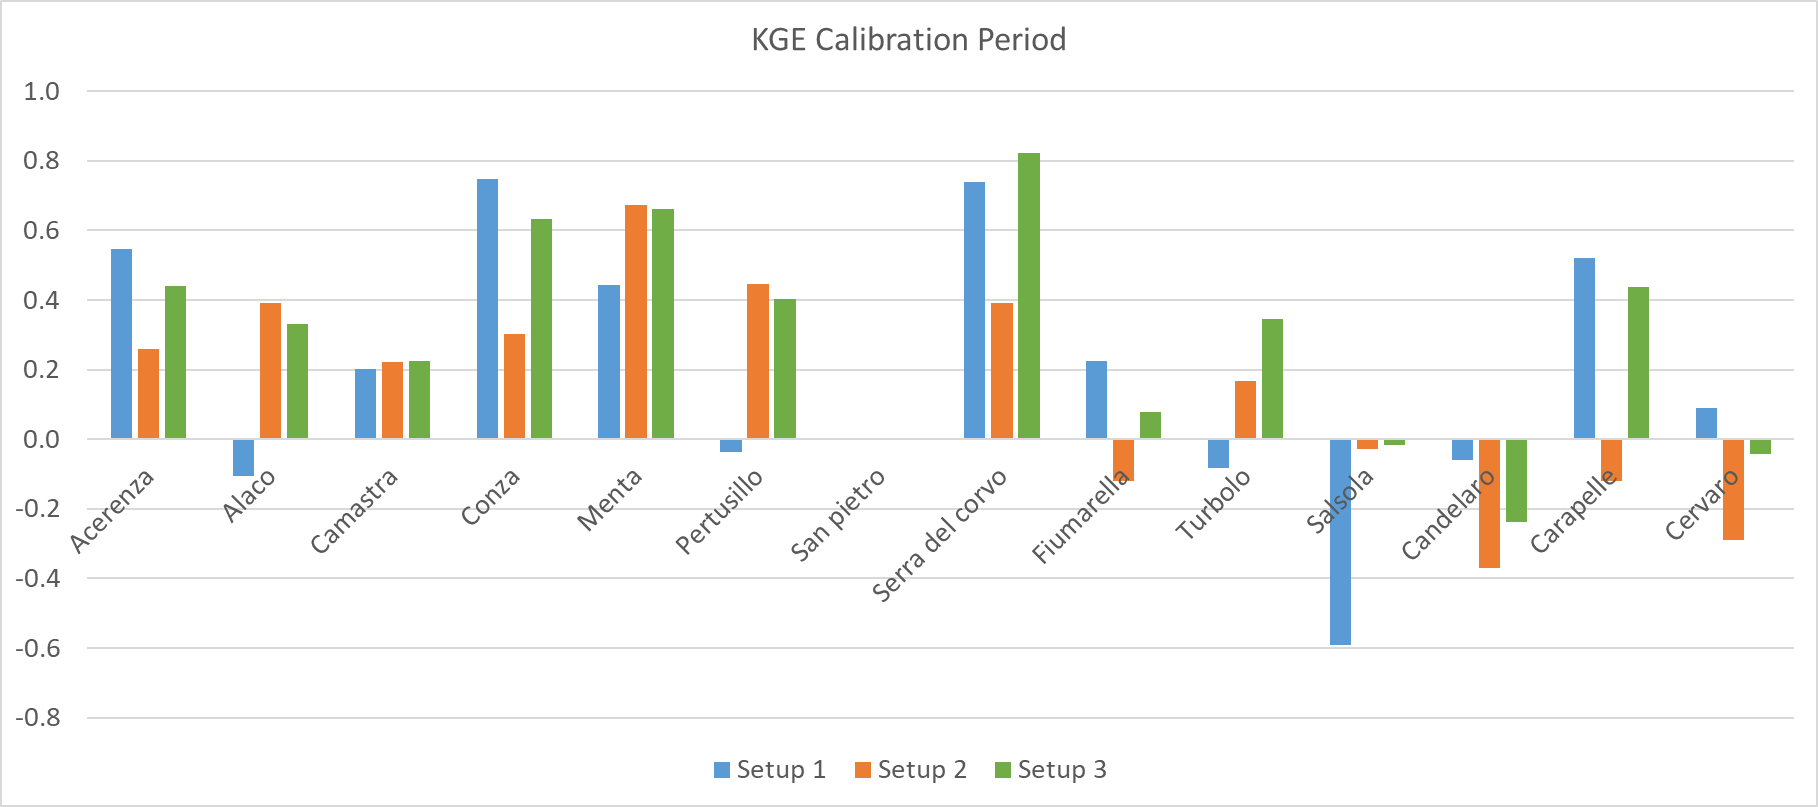 KGE Calibration Period
1.0
0.8
0.6
0.4
0.2
0.0
-0.2
-0.4
-0.6
-0.8
Acerenza
Alaco
Camastra
Conza
Menta
Pertusillo
San pietro
Serra del corvo
Fiumarella
Turbolo
Salsola
Candelaro
Carapelle
Cervaro
Setup 1 Setup 2 Setup 3